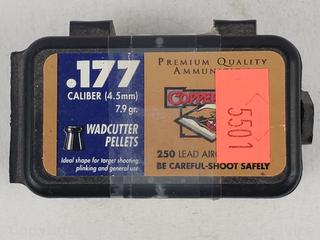 .177
CALIBER (4.5mm)
7.9 gr.
WADCUTTER
PELLETS
Ideal shape for target shooting
plinking and general use
PREMIUM QUALITY
COPPER
5501
250 LEAD
BE CAREFUL-SHOOT SAFELY